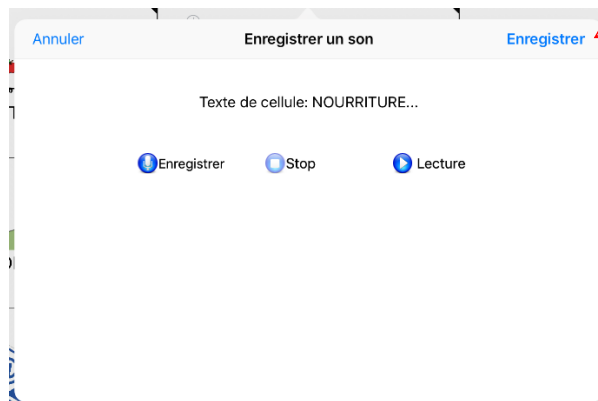 Annuler Enregistrer un son Enregistrer
Texte de cellule: NOURRITURE...
Enregistrer Stop Lecture